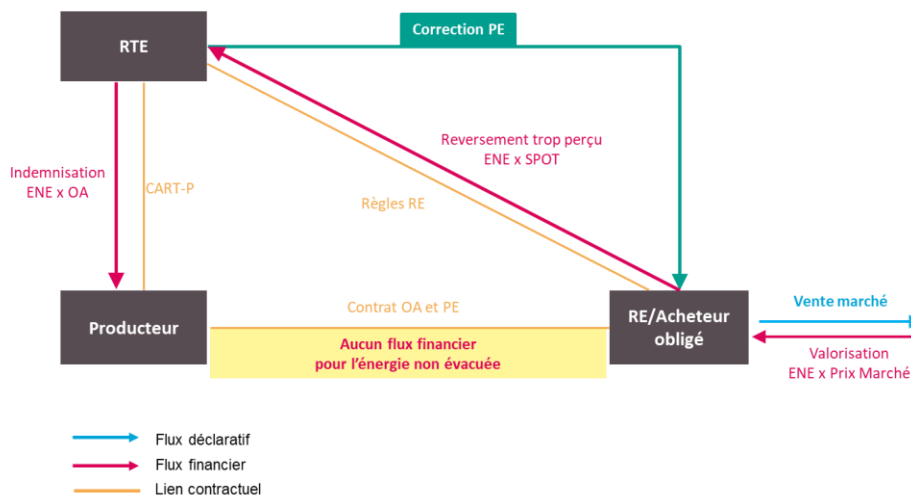 Correction PE
RTE
Reversement trop perçu
ENE x SPOT
Indemnisation
ENE x OA
CART-P
Règles RE
Contrat OA et PE
Producteur
Aucun flux financier
pour l'énergie non évacuée
RE/Acheteur
obligé
Vente marché
Valorisation
ENE x Prix Marché
Flux déclaratif
Flux financier
Lien contractuel